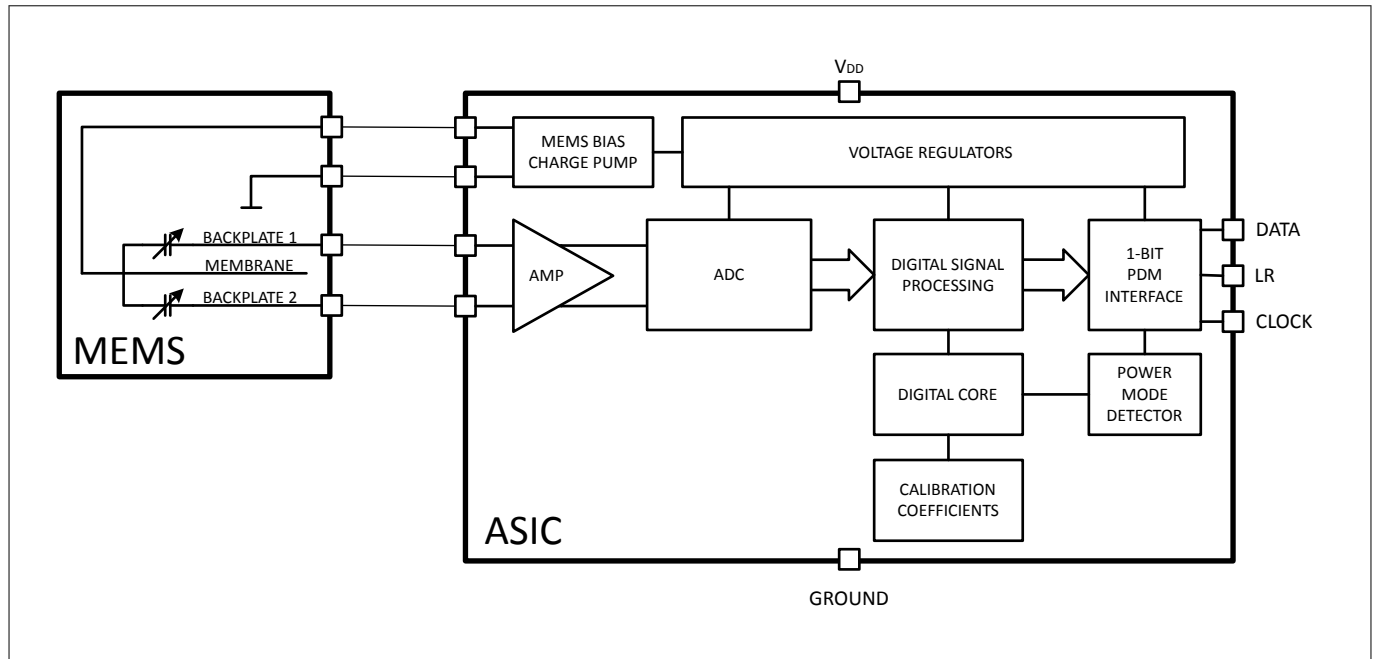 VDD
MEMS BIAS
CHARGE PUMP
VOLTAGE REGULATORS
BACKPLATE 1
MEMBRANE
BACKPLATE 2
MEMS
AMP
ADC
DIGITAL SIGNAL
PROCESSING
1-BIT
PDM
INTERFACE
DATA
LR
CLOCK
DIGITAL CORE
POWER
MODE
DETECTOR
CALIBRATION
COEFFICIENTS
ASIC
GROUND